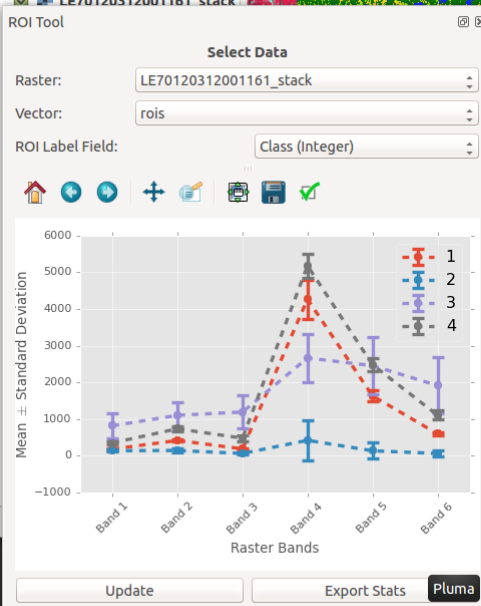 LE70120312001161_stack
ROI Tool
Select Data
Raster: LE70120312001161_stack
Vector: rois
ROI Label Field: Class (Integer)
6000
5000
4000
3000
2000
1000
0
−1000
Mean ± Standard Deviation
1
2
3
4
Band 1 Band 2 Band 3 Band 4 Band 5 Band 6
Raster Bands
Update Export Stats Pluma